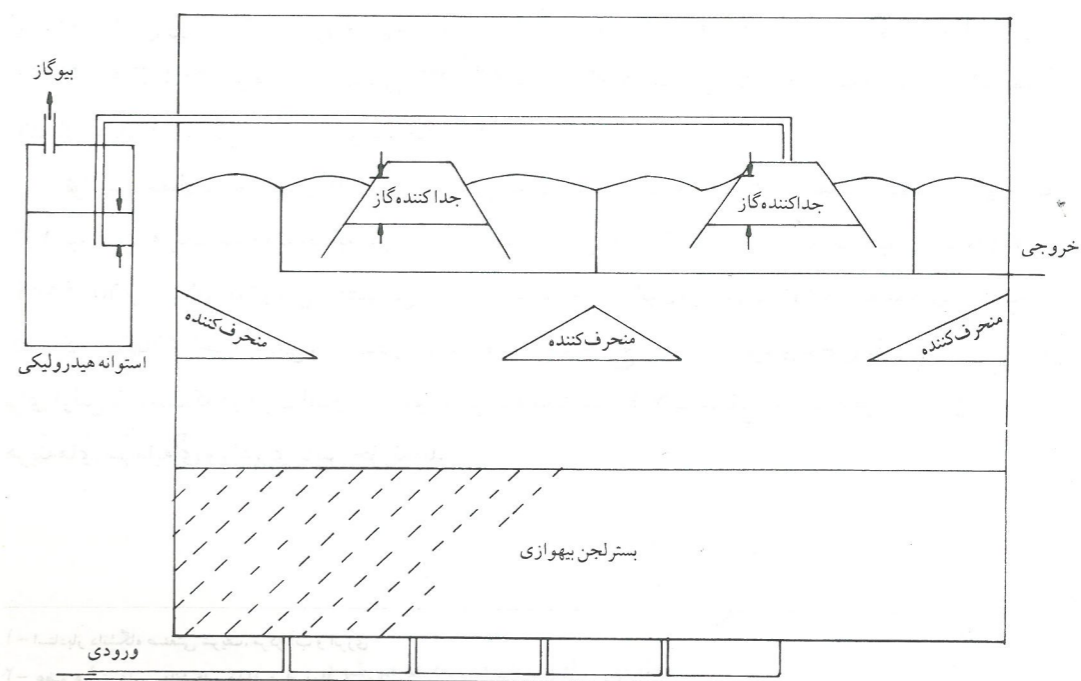 بیوگاز
جداکننده گاز
جداکننده گاز
خروجی
منحرف‌کننده
منحرف‌کننده
منحرف‌کننده
استوانه هیدرولیکی
بسترلجن بیهوازی
ورودی